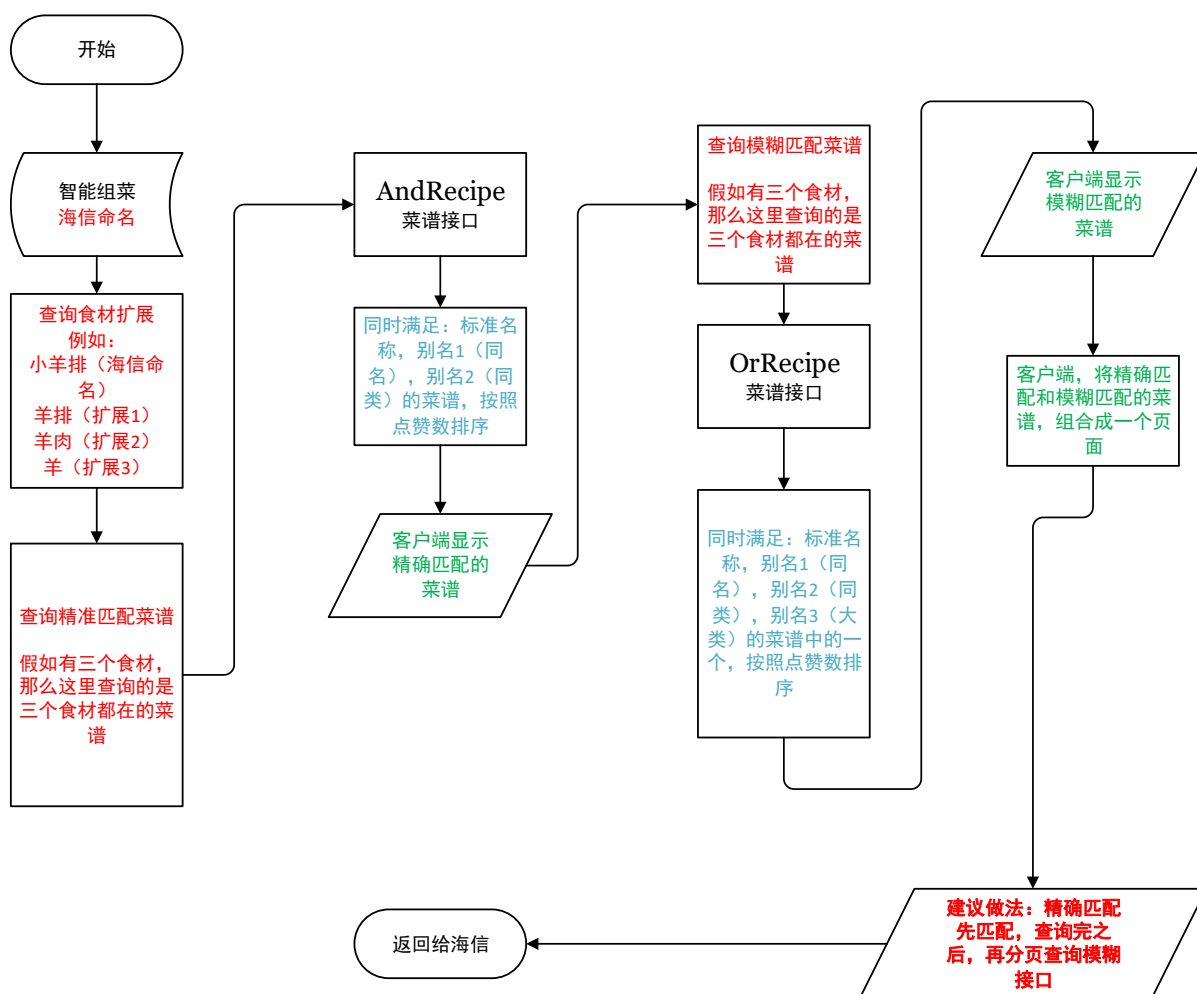 开始
智能组菜
海信命名
查询食材扩展
例如：
小羊排（海信命
名）
羊排（扩展1）
羊肉（扩展2）
羊（扩展3）
查询精准匹配菜谱
假如有三个食材，
那么这里查询的是
三个食材都在的菜
谱
AndRecipe
菜谱接口
同时满足：标准名
称，别名1（同
名），别名2（同
类）的菜谱，按照
点赞数排序
客户端显示
精确匹配的
菜谱
查询模糊匹配菜谱
假如有三个食材，
那么这里查询的是
三个食材都在的菜
谱
OrRecipe
菜谱接口
同时满足：标准名
称，别名1（同
名），别名2（同
类），别名3（大
类）的菜谱中的一
个，按照点赞数排
序
客户端显示
模糊匹配的
菜谱
客户端，将精确匹
配和模糊匹配的菜
谱，组合成一个页
面
建议做法：精确匹配
先匹配，查询完之
后，再分页查询模糊
接口
返回给海信